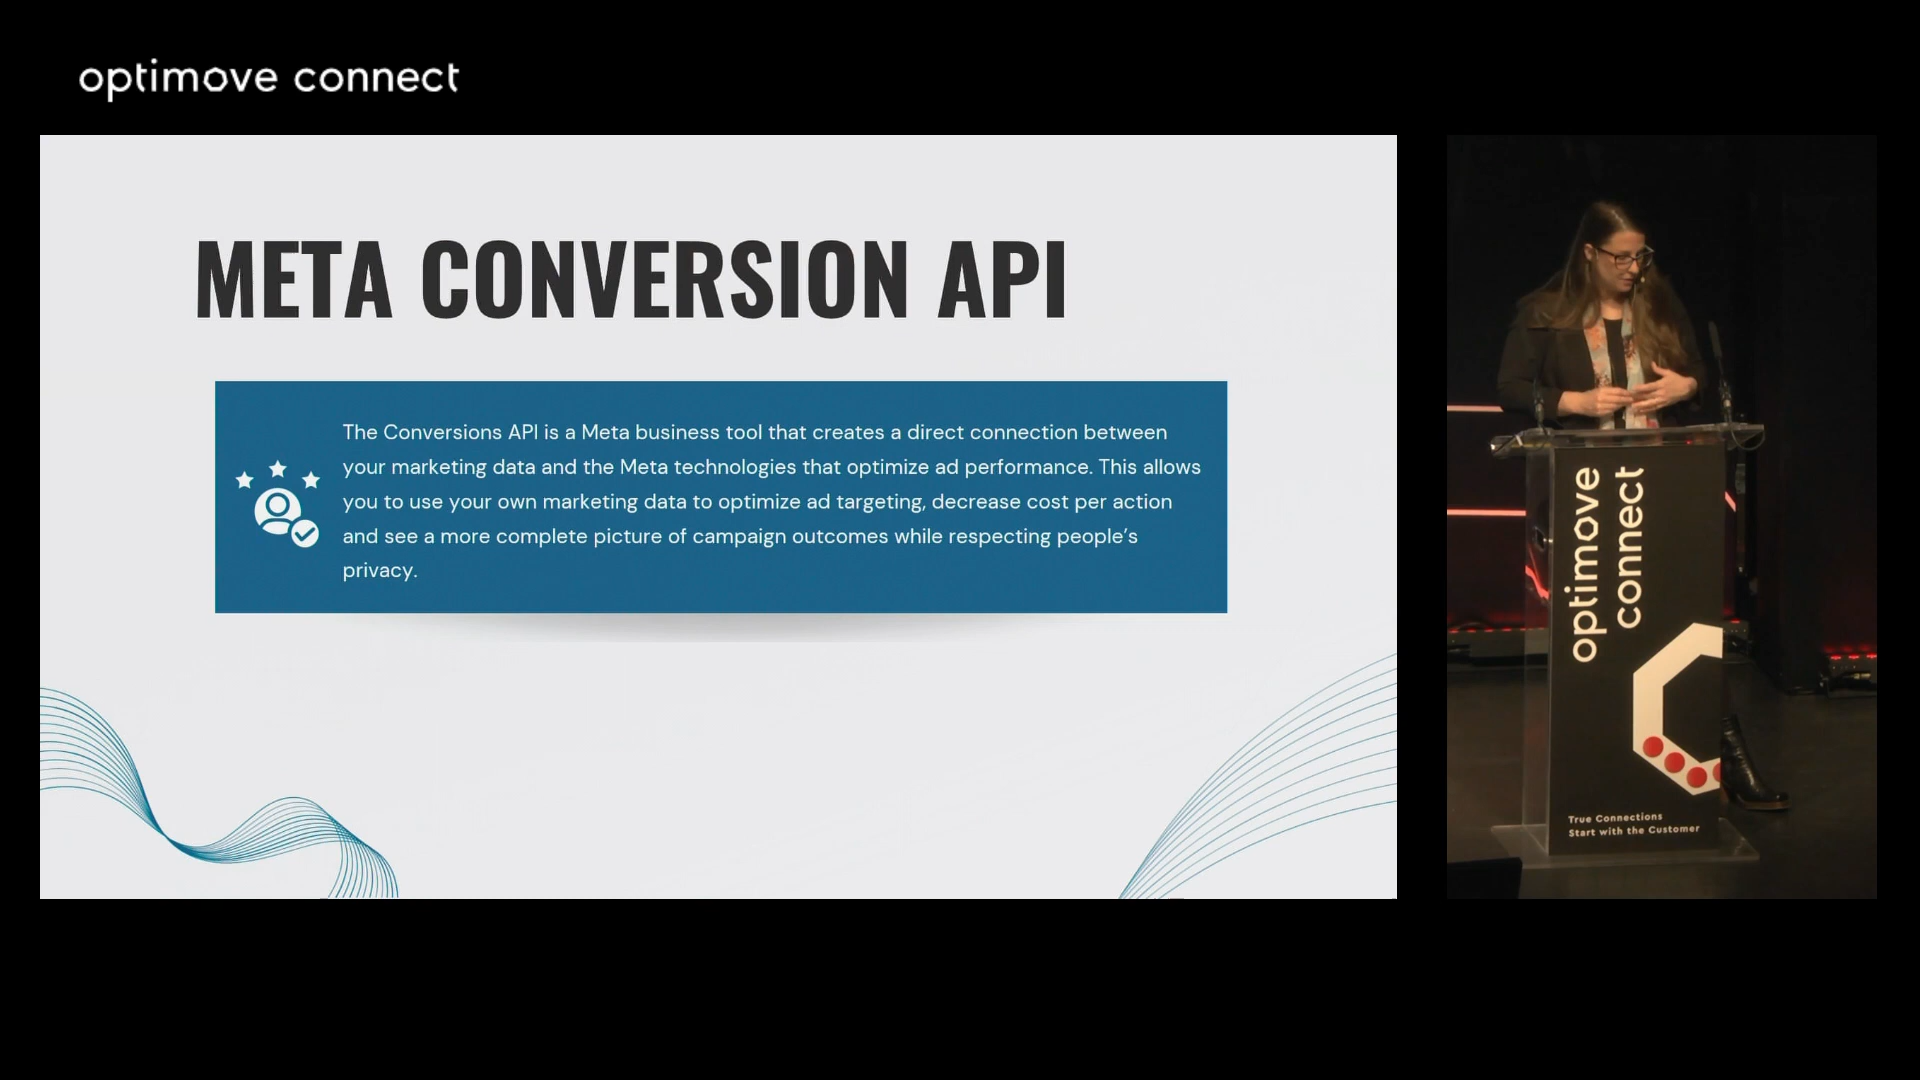 optimove connect
META CONVERSION API
The Conversions API is a Meta business tool that creates a direct connection between
your marketing data and the Meta technologies that optimize ad performance. This allows
you to use your own marketing data to optimize ad targeting, decrease cost per action
and see a more complete picture of campaign outcomes while respecting people’s
privacy.
optimove
connect
True Connections
Start with the Customer